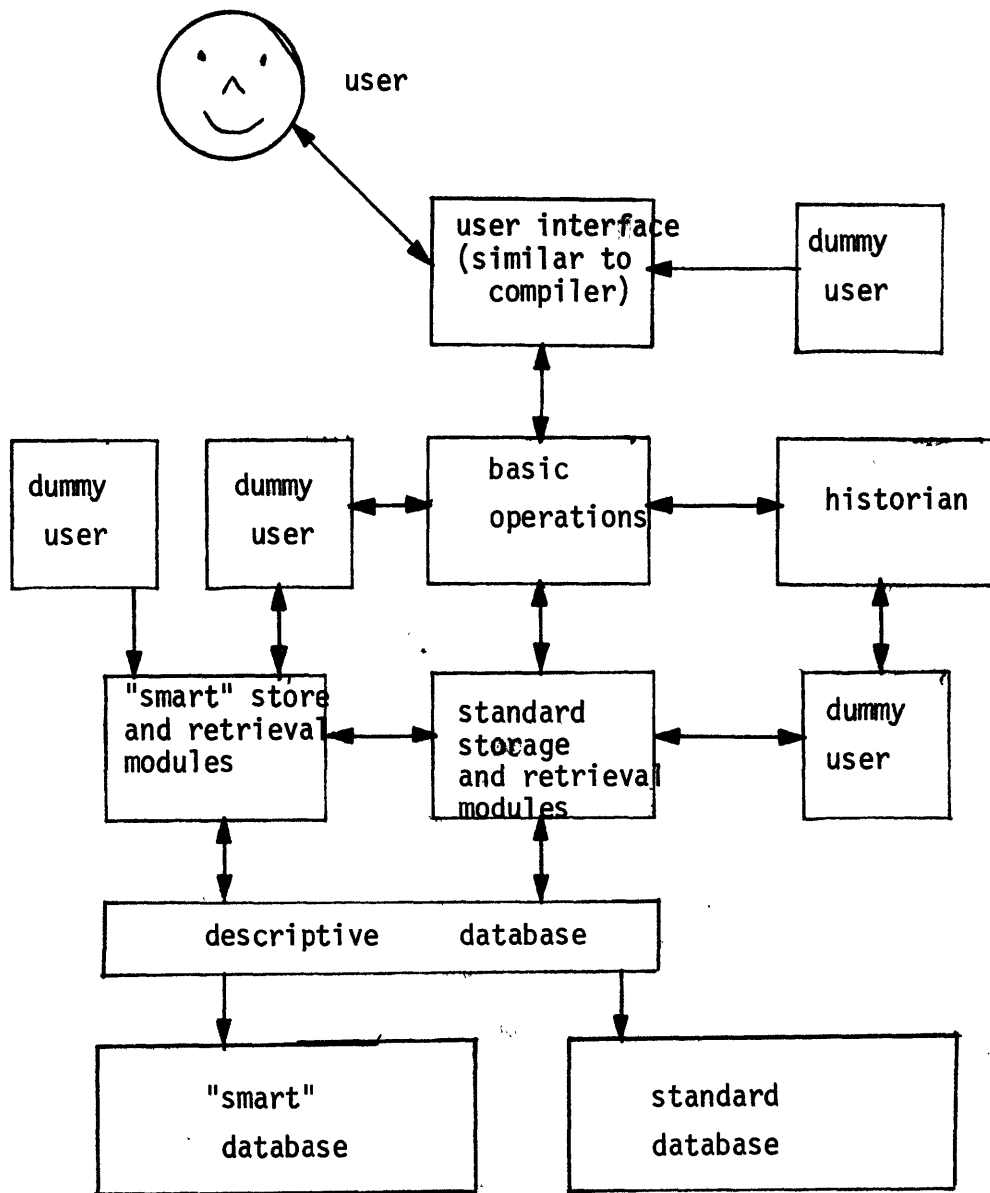 user
user interface
(similar to
compiler)
dummy
user
dummy
user
dummy
user
basic
operations
historian
"smart" store
and retrieval
modules
standard
storage
and retrieval
modules
dummy
user
descriptive database
"smart"
database
standard
database